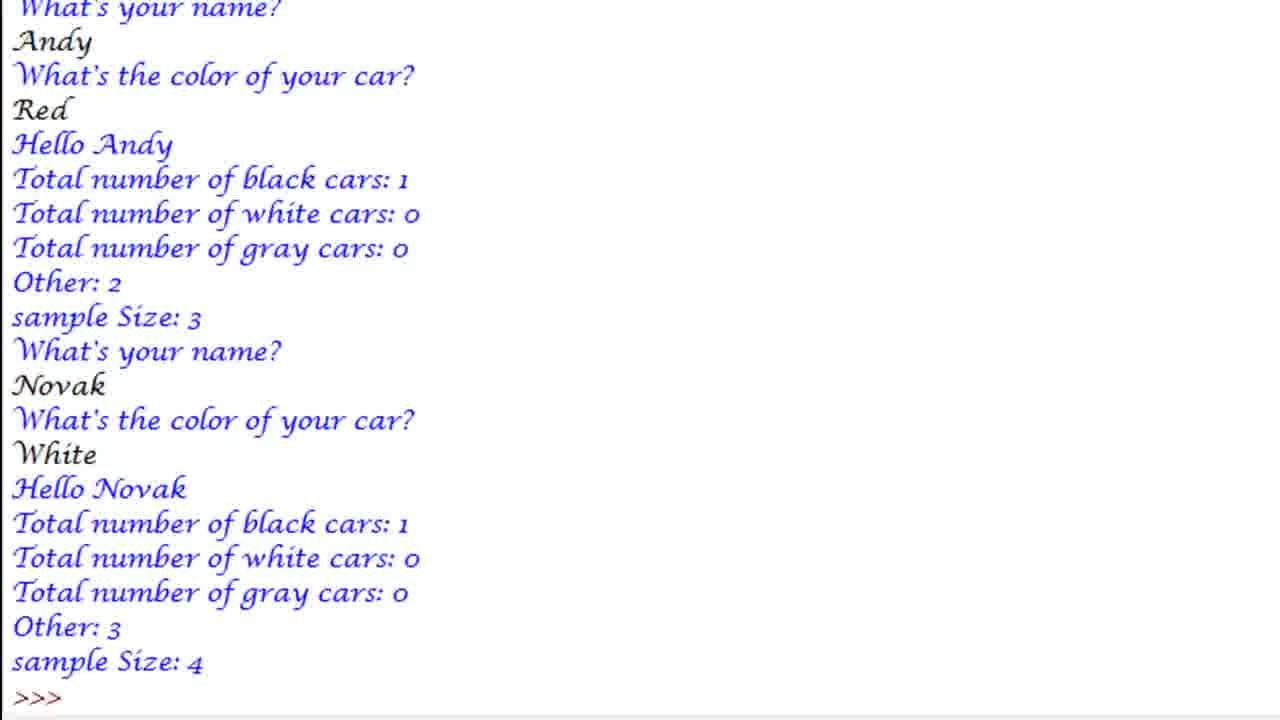 What's your name?
Andy
What's the color of your car?
Red
Hello Andy
Total number of black cars: 1
Total number of white cars: 0
Total number of gray cars: 0
Other: 2
sample Size: 3
What's your name?
Novak
What's the color of your car?
White
Hello Novak
Total number of black cars: 1
Total number of white cars: 0
Total number of gray cars: 0
Other: 3
sample Size: 4
>>>